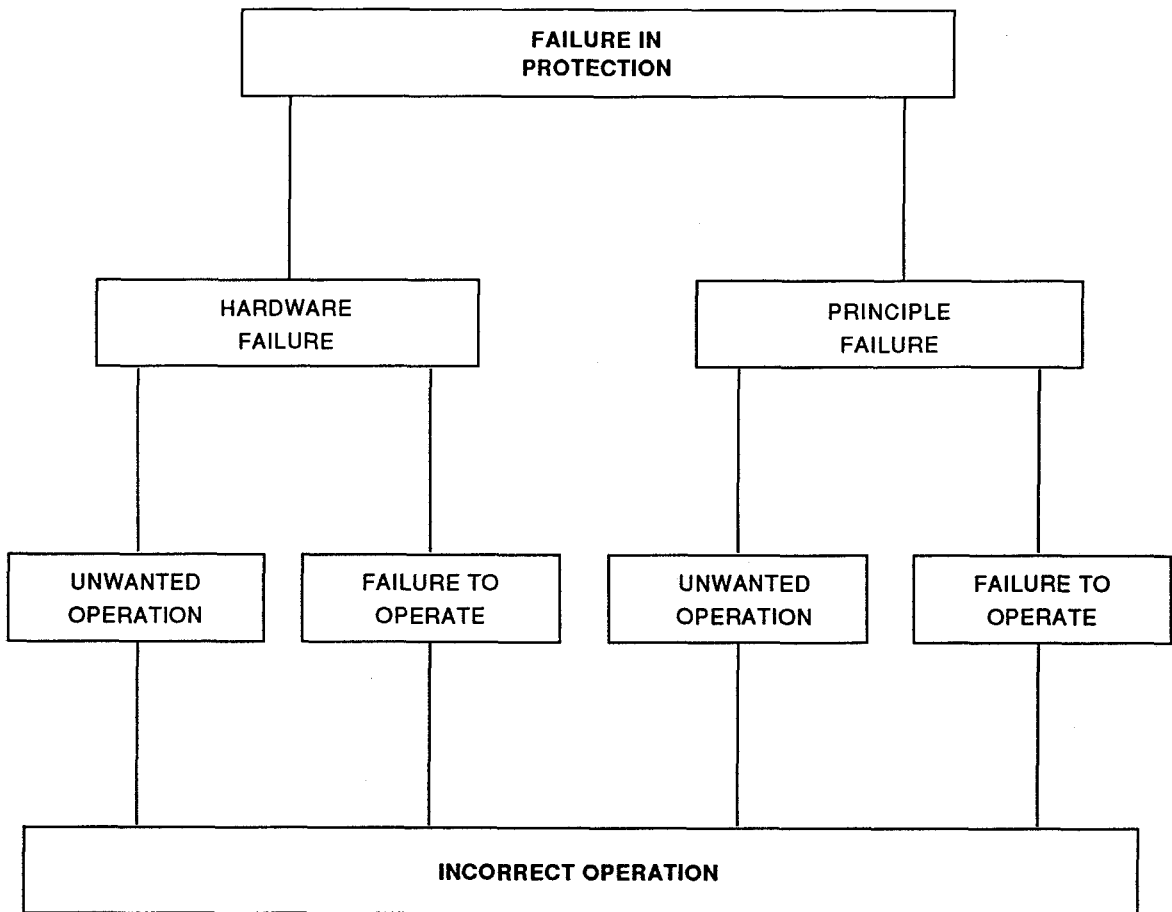 FAILURE IN
PROTECTION
HARDWARE
FAILURE
PRINCIPLE
FAILURE
UNWANTED
OPERATION
FAILURE TO
OPERATE
UNWANTED
OPERATION
FAILURE TO
OPERATE
INCORRECT OPERATION